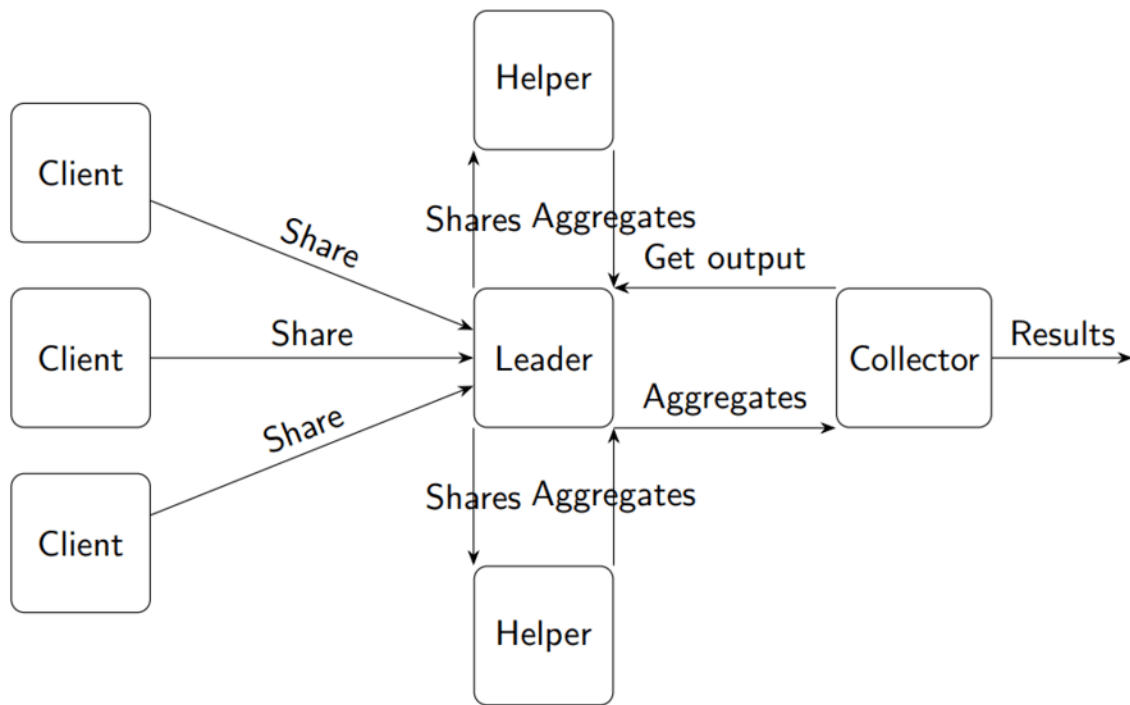 Helper
Client
Share
Shares
Aggregates
Get output
Client
Share
Leader
Collector
Results
Share
Aggregates
Client
Shares
Aggregates
Helper